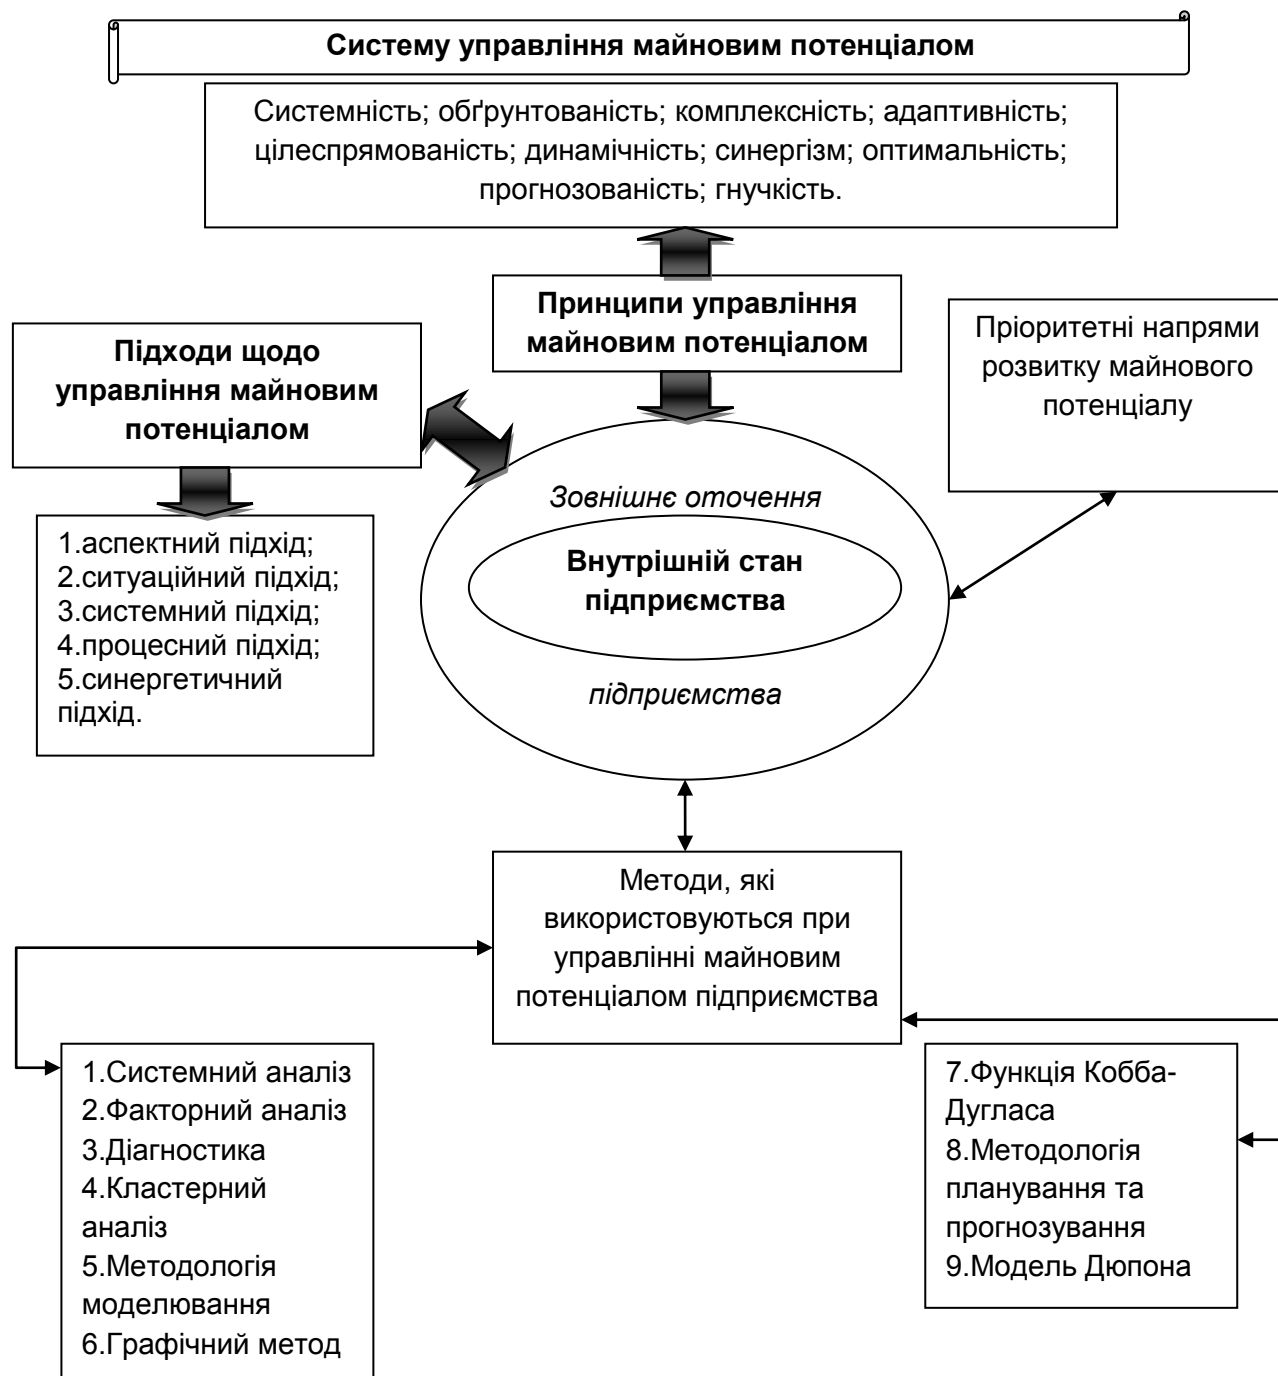 Систему управління майновим потенціалом
Системність; обґрунтованість; комплексність; адаптивність;
цілеспрямованість; динамічність; синергізм; оптимальність;
прогнозованість; гнучкість.
Принципи управління
майновим потенціалом
Підходи щодо
управління майновим
потенціалом
Пріоритетні напрями
розвитку майнового
потенціалу
1.аспектний підхід;
2.ситуаційний підхід;
3.системний підхід;
4.процесний підхід;
5.синергетичний
підхід.
Зовнішнє оточення
Внутрішній стан
підприємства
підприємства
Методи, які
використовуються при
управлінні майновим
потенціалом підприємства
1.Системний аналіз
2.Факторний аналіз
3.Діагностика
4.Кластерний
аналіз
5.Методологія
моделювання
6.Графічний метод
7.Функція Кобба-
Дугласа
8.Методологія
планування та
прогнозування
9.Модель Дюпона